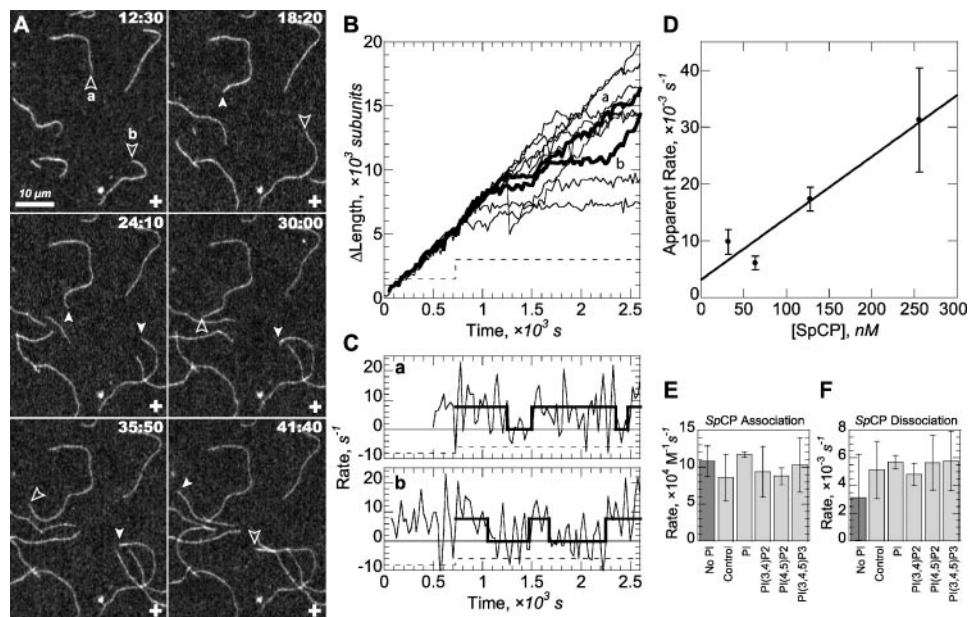 A
12:30
18:20
a
b
10 μm
24:10
30:00
35:50
41:40
B
ΔLength, ×10³ subunits
20
15
10
5
0
a
b
0 0.5 1 1.5 2 2.5
Time, ×10³ s
C
Rate, s⁻¹
a
20
10
0
-10
b
20
10
0
-10
0 0.5 1 1.5 2 2.5
Time, ×10³ s
D
Apparent Rate, ×10⁻³ s⁻¹
40
30
20
10
0
0 50 100 150 200 250 300
[SpCP], nM
E
SpCP Association
Rate, ×10⁴ M⁻¹ s⁻¹
15
10
5
0
No PI
Control
PI
PI(3,4)P2
PI(4,5)P2
PI(3,4,5)P3
F
SpCP Dissociation
Rate, ×10⁻³ s⁻¹
8
6
4
2
0
No PI
Control
PI
PI(3,4)P2
PI(4,5)P2
PI(3,4,5)P3